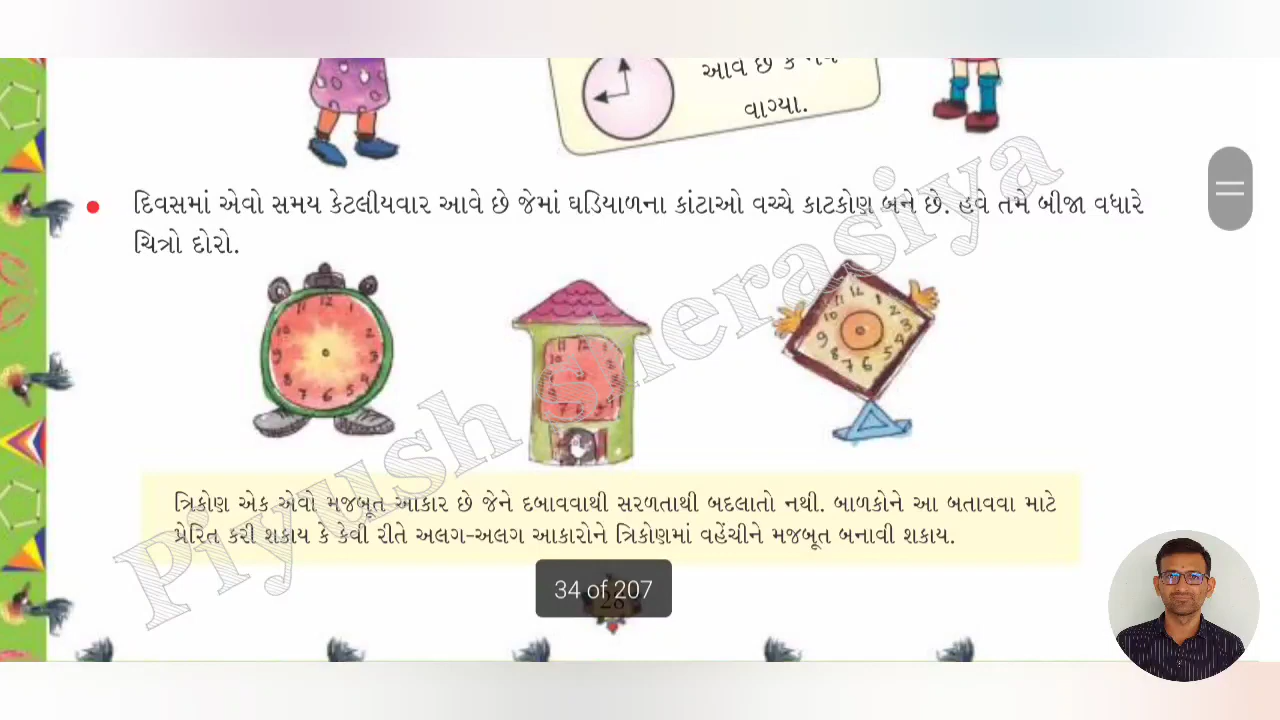 આવે છે કે નવ
વાગ્યા.
દિવસમાં એવો સમય કેટલીયવાર આવે છે જેમાં ઘડિયાળના કાંટાઓ વચ્ચે કાટકોણ બને છે. હવે તમે બીજા વધારે
ચિત્રો દોરો.
ત્રિકોણ એક એવો મજબૂત આકાર છે જેને દબાવવાથી સરળતાથી બદલાતો નથી. બાળકોને આ બતાવવા માટે
પ્રેરિત કરી શકાય કે કેવી રીતે અલગ-અલગ આકારોને ત્રિકોણમાં વહેંચીને મજબૂત બનાવી શકાય.
34 of 207
28
Piyush sherasiya